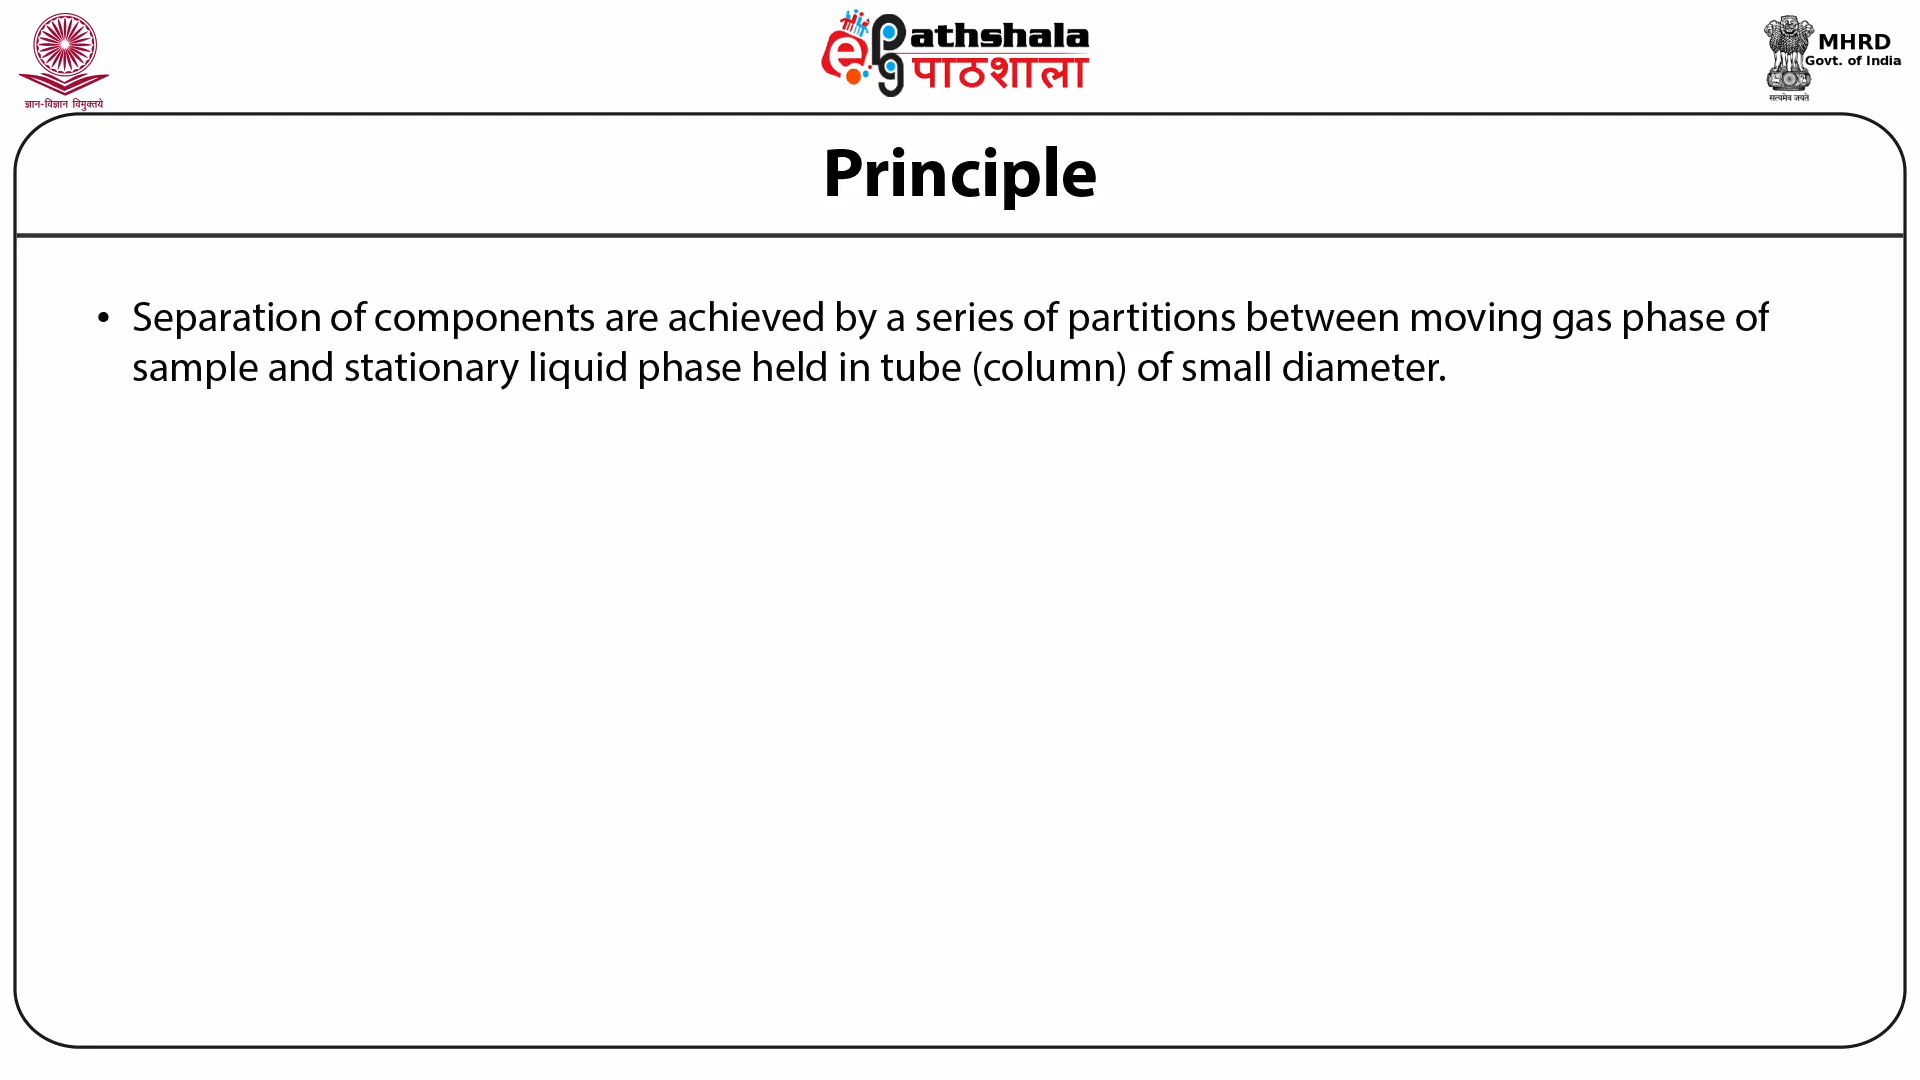 ज्ञान-विज्ञान विमुक्तये
ePathshala
पाठशाला
MHRD
Govt. of India
सत्यमेव जयते
Principle
• Separation of components are achieved by a series of partitions between moving gas phase of
sample and stationary liquid phase held in tube (column) of small diameter.